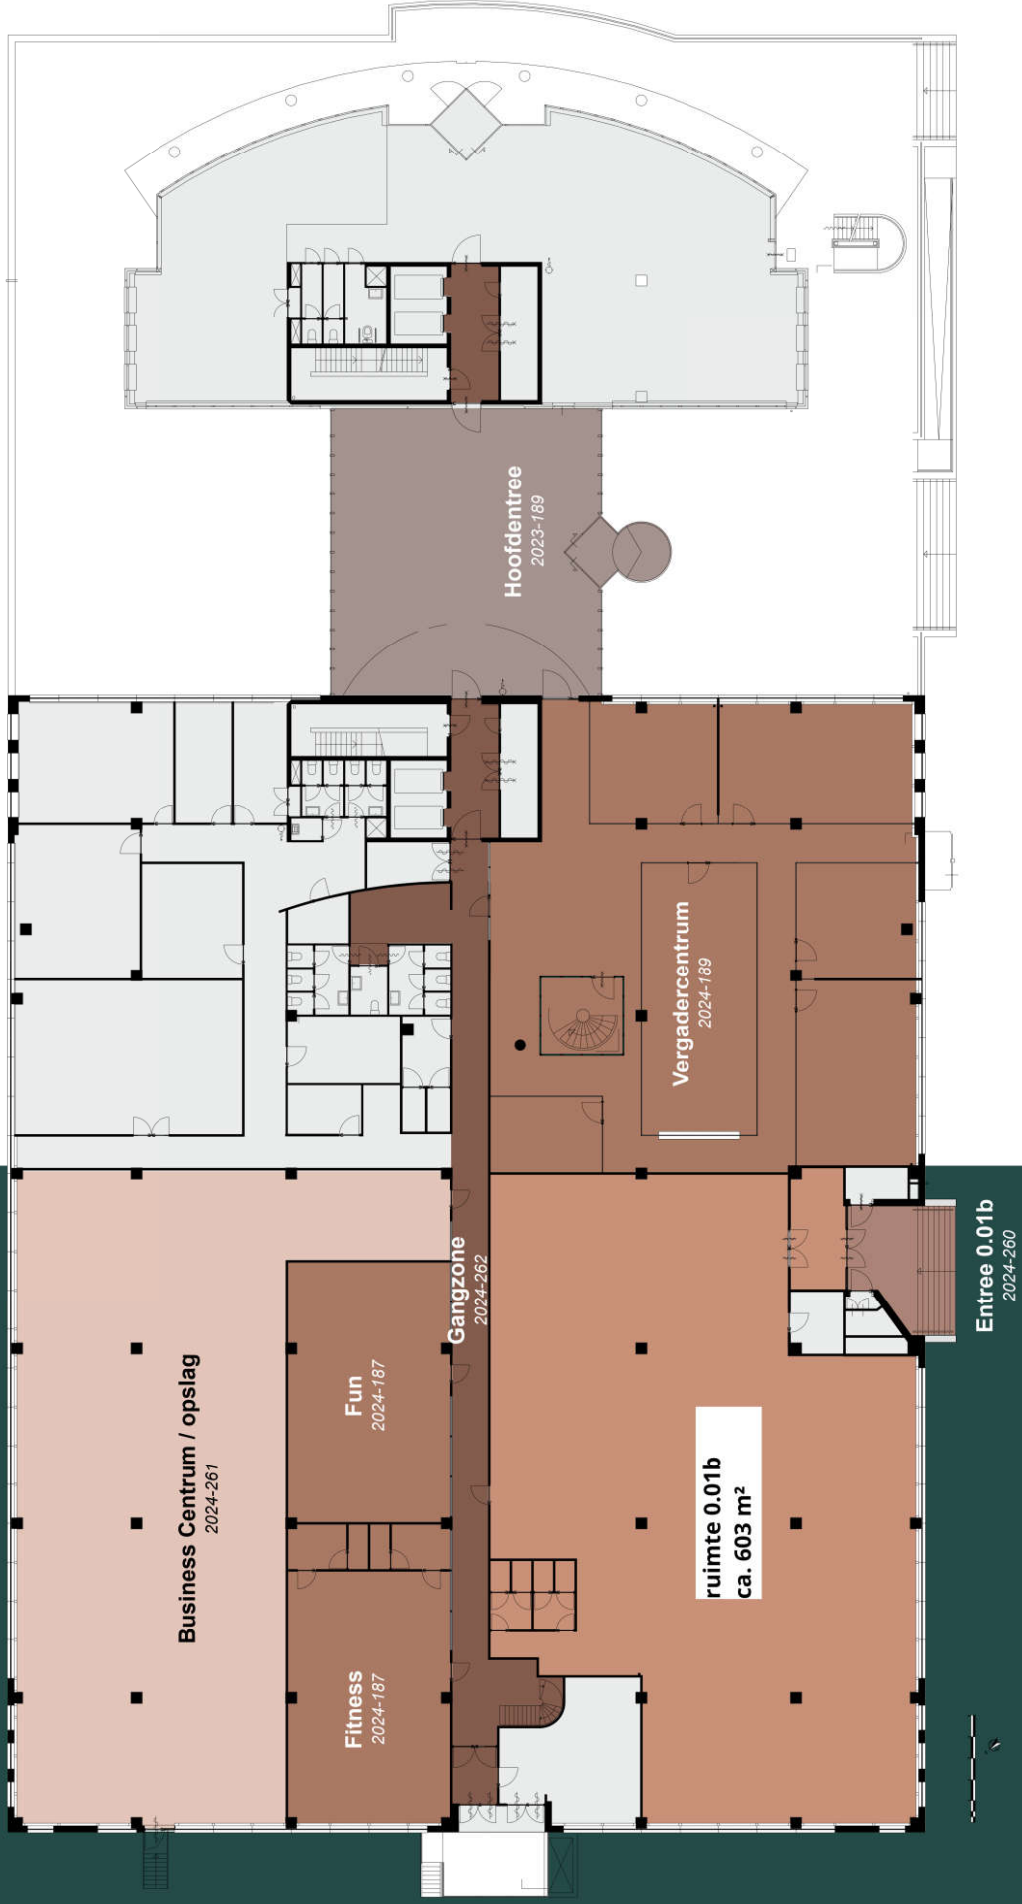 Hoofdentree
2023-189
Vergadercentrum
2024-189
Gangzone
2024-262
Entree 0.01b
2024-260
Business Centrum / opslag
2024-261
Fun
2024-187
ruimte 0.01b
ca. 603 m²
Fitness
2024-187